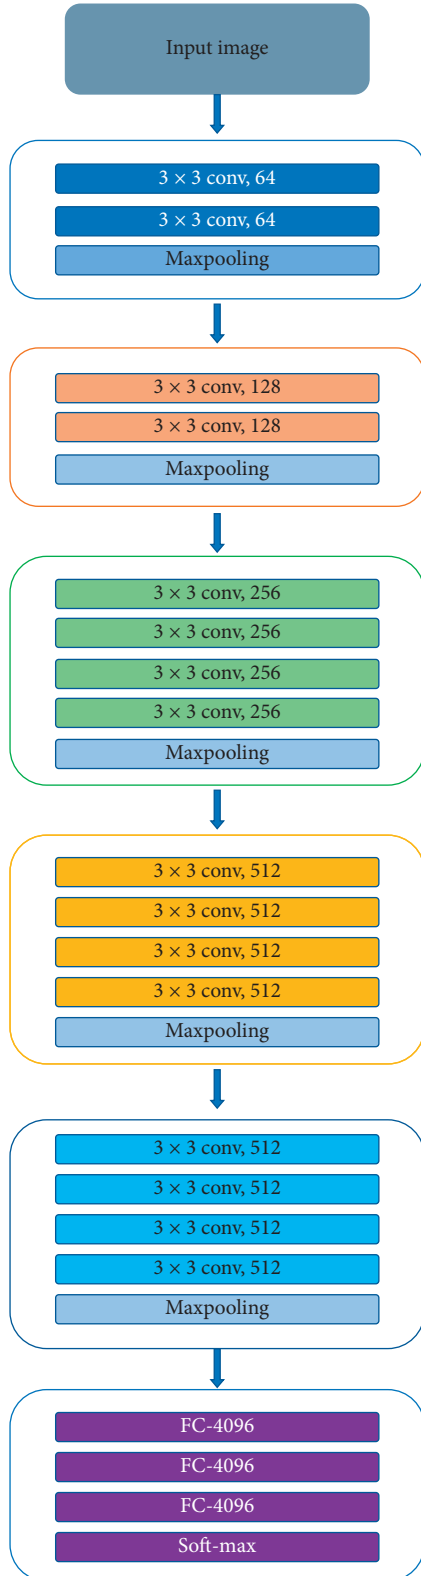 Input image
3 × 3 conv, 64
3 × 3 conv, 64
Maxpooling
3 × 3 conv, 128
3 × 3 conv, 128
Maxpooling
3 × 3 conv, 256
3 × 3 conv, 256
3 × 3 conv, 256
3 × 3 conv, 256
Maxpooling
3 × 3 conv, 512
3 × 3 conv, 512
3 × 3 conv, 512
3 × 3 conv, 512
Maxpooling
3 × 3 conv, 512
3 × 3 conv, 512
3 × 3 conv, 512
3 × 3 conv, 512
Maxpooling
FC-4096
FC-4096
FC-4096
Soft-max